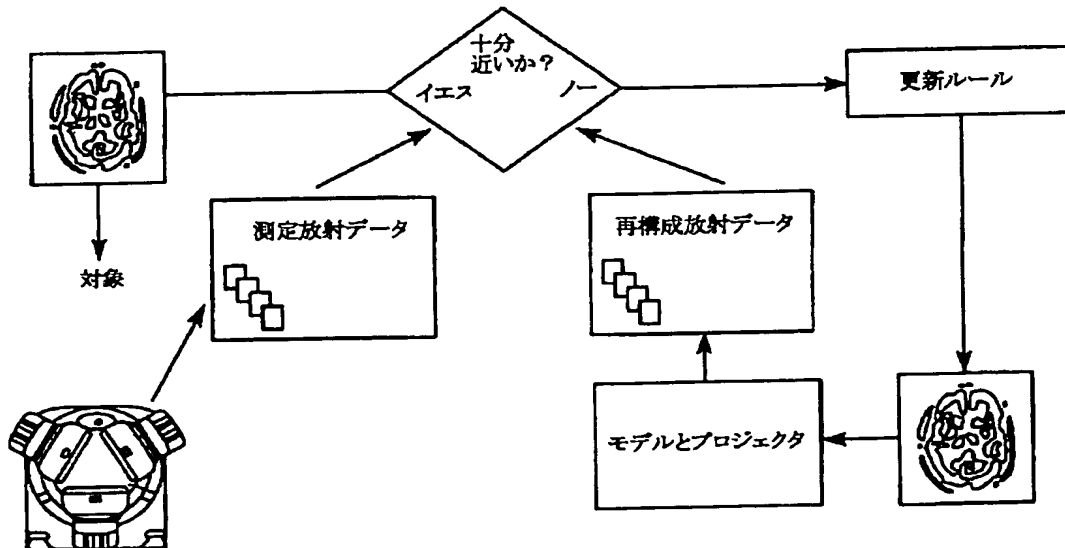 十分
近いか？
イエス
ノー
更新ルール
測定放射データ
再構成放射データ
対象
モデルとプロジェクタ